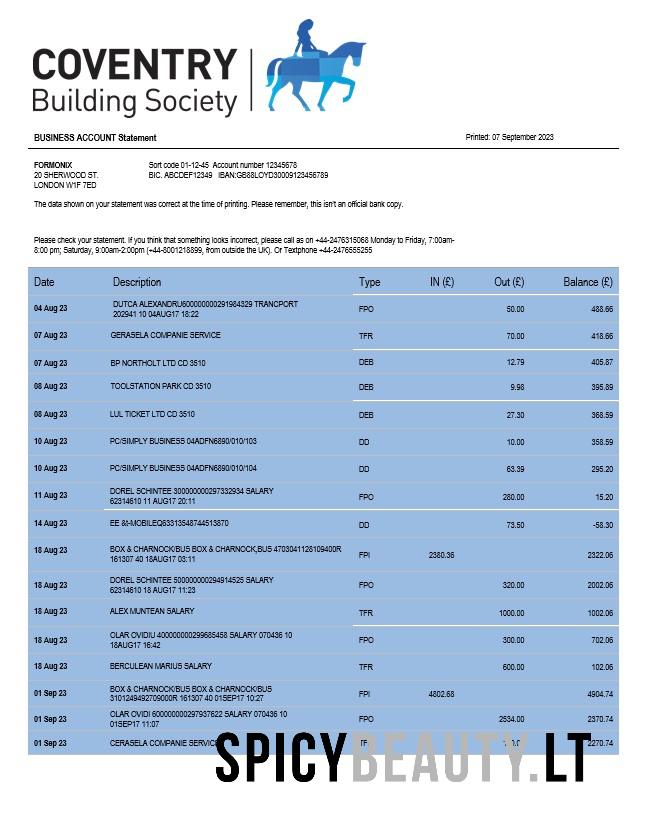 COVENTRY
Building Society
BUSINESS ACCOUNT Statement Printed: 07 September 2023
FORMONIX Sort code 01-12-45 Account number 12345678
20 SHERWOOD ST. BIC. ABCDEF12349 IBAN:GB88LOYD30009123456789
LONDON W1F 7ED
The data shown on your statement was correct at the time of printing. Please remember, this isn't an official bank copy.
Please check your statement. If you think that something looks incorrect, please call as on +44-2476315068 Monday to Friday, 7:00am-
8:00 pm; Saturday, 9:00am-2:00pm (+44-8001218899, from outside the UK). Or Textphone +44-2476555255
Date Description Type IN (£) Out (£) Balance (£)
04 Aug 23 DUTCA ALEXANDRU600000000291984329 TRANCPORT
202941 10 04AUG17 18:22 FPO 50.00 488.66
07 Aug 23 GERASELA COMPANIE SERVICE TFR 70.00 418.66
07 Aug 23 BP NORTHOLT LTD CD 3510 DEB 12.79 405.87
08 Aug 23 TOOLSTATION PARK CD 3510 DEB 9.98 395.89
08 Aug 23 LUL TICKET LTD CD 3510 DEB 27.30 368.59
10 Aug 23 PC/SIMPLY BUSINESS 04ADFN6890/010/103 DD 10.00 358.59
10 Aug 23 PC/SIMPLY BUSINESS 04ADFN6890/010/104 DD 63.39 295.20
11 Aug 23 DOREL SCHINTEE 300000000297332934 SALARY
62314610 11 AUG17 20:11 FPO 280.00 15.20
14 Aug 23 EE &t-MOBILEQ63313548744513870 DD 73.50 -58.30
18 Aug 23 BOX & CHARNOCK/BUS BOX & CHARNOCK,BUS 4703041128109400R
161307 40 18AUG17 03:11 FPI 2380.36 2322.06
18 Aug 23 DOREL SCHINTEE 500000000294914525 SALARY
62314610 18 AUG17 11:23 FPO 320.00 2002.06
18 Aug 23 ALEX MUNTEAN SALARY TFR 1000.00 1002.06
18 Aug 23 OLAR OVIDIU 400000000299685458 SALARY 070436 10
18AUG17 16:42 FPO 300.00 702.06
18 Aug 23 BERCULEAN MARIUS SALARY TFR 600.00 102.06
01 Sep 23 BOX & CHARNOCK/BUS BOX & CHARNOCK/BUS
3101249492709000R 161307 40 01SEP17 10:27 FPI 4802.68 4904.74
01 Sep 23 OLAR OVIDI 600000000297937622 SALARY 070436 10
01SEP17 11:07 FPO 2534.00 2370.74
01 Sep 23 CERASELA COMPANIE SERVICE 2270.74
SPICYBEAUTY.LT